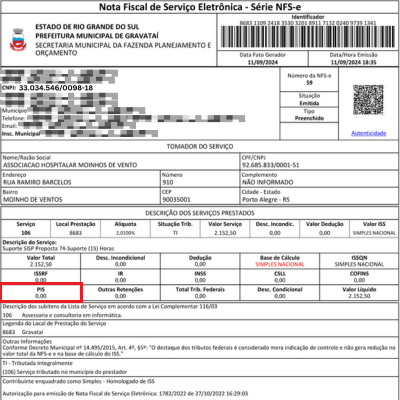 Nota Fiscal de Serviço Eletrônica - Série NFS-e
ESTADO DE RIO GRANDE DO SUL
PREFEITURA MUNICIPAL DE GRAVATAÍ
SECRETARIA MUNICIPAL DA FAZENDA PLANEJAMENTO E ORÇAMENTO
Identificador
8683 1109 2418 3530 3201 8911 7132 0240 9739 1341
Data Fato Gerador
11/09/2024
Data/Hora Emissão
11/09/2024 18:35
CNPJ: 33.034.546/0098-18
Município
Telefone:
Email:
Insc. Municipal
Número da NFS-e
59
Situação
Emitida
Tipo
Preenchido
Autenticidade
TOMADOR DO SERVIÇO
Nome/Razão Social
ASSOCIACAO HOSPITALAR MOINHOS DE VENTO
CPF/CNPJ
92.685.833/0001-51
Endereço
RUA RAMIRO BARCELOS
Número
910
Complemento
NÃO INFORMADO
Bairro
MOINHO DE VENTOS
CEP
90035001
Cidade - Estado
Porto Alegre - RS
DESCRIÇÃO DOS SERVIÇOS PRESTADOS
Serviço Local Prestação Alíquota Situação Trib. Valor Serviço Desc. Incondic. Valor Dedução Valor ISS
106 8683 2,0100% TI 2.152,50 0,00 0,00 SIMPLES NACIONAL
Descrição do Serviço:
Suporte SISP Proposta 74-Suporte (15) Horas
Valor Total Desc. Incondicional Dedução Base de Cálculo ISSQN
2.152,50 0,00 0,00 SIMPLES NACIONAL SIMPLES NACIONAL
ISSRF IR INSS CSLL COFINS
0,00 0,00 0,00 0,00 0,00
PIS Outras Retenções Total Trib. Federais Desc. Condicional Valor Líquido
0,00 0,00 0,00 0,00 2.152,50
Descrição dos subitens da Lista de Serviço em acordo com a Lei Complementar 116/03
106 Assessoria e consultoria em informática.
Legenda do Local de Prestação do Serviço
8683 Gravataí
Outras Informações
Conforme Decreto Municipal nº 14.495/2015, Art. 4º, §5º: "O destaque dos tributos federais é considerado mera indicação de controle e não gera redução no valor total da NFS-e e na base de cálculo do ISS."
TI - Tributada Integralmente
(106) Serviço tributado no município do prestador
Contribuinte enquadrado como Simples - Homologado de ISS
Autorização para emissão de Nota Fiscal de Serviço Eletrônica: 1782/2022 de 27/10/2022 16:29:03